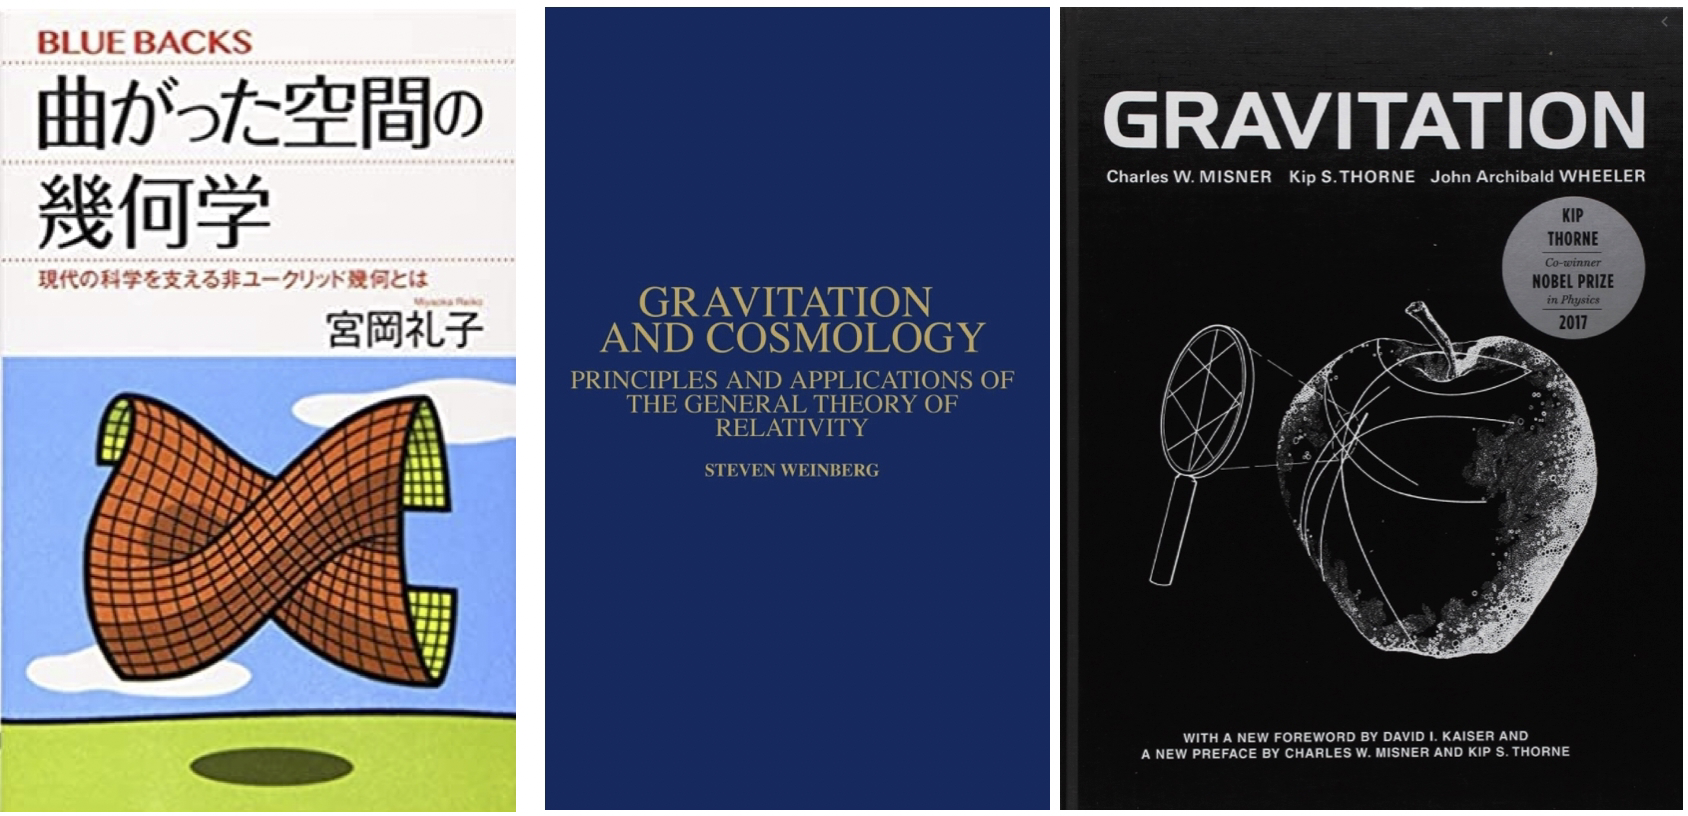 BLUE BACKS
曲がった空間の
幾何学
現代の科学を支える非ユークリッド幾何とは
Miyaoka Reiko
宮岡礼子
GRAVITATION
AND COSMOLOGY
PRINCIPLES AND APPLICATIONS OF
THE GENERAL THEORY OF
RELATIVITY
STEVEN WEINBERG
GRAVITATION
Charles W. MISNER Kip S. THORNE John Archibald WHEELER
KIP
THORNE
Co-winner
NOBEL PRIZE
in Physics
2017
WITH A NEW FOREWORD BY DAVID I. KAISER AND
A NEW PREFACE BY CHARLES W. MISNER AND KIP S. THORNE